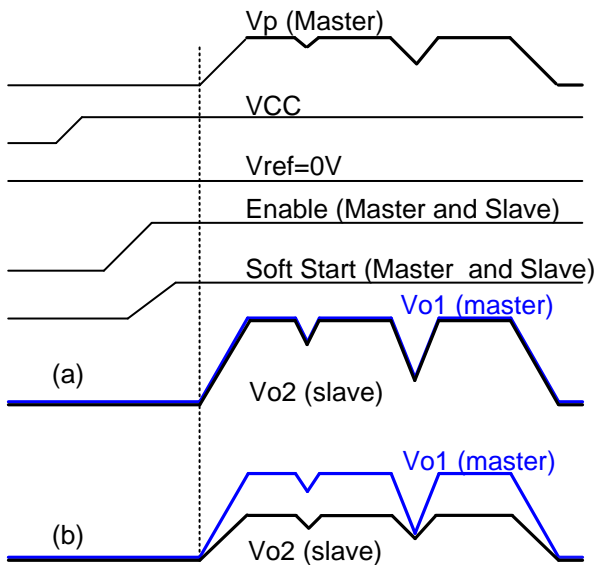 Vp (Master)
VCC
Vref=0V
Enable (Master and Slave)
Soft Start (Master and Slave)
Vo1 (master)
(a)
Vo2 (slave)
Vo1 (master)
(b)
Vo2 (slave)